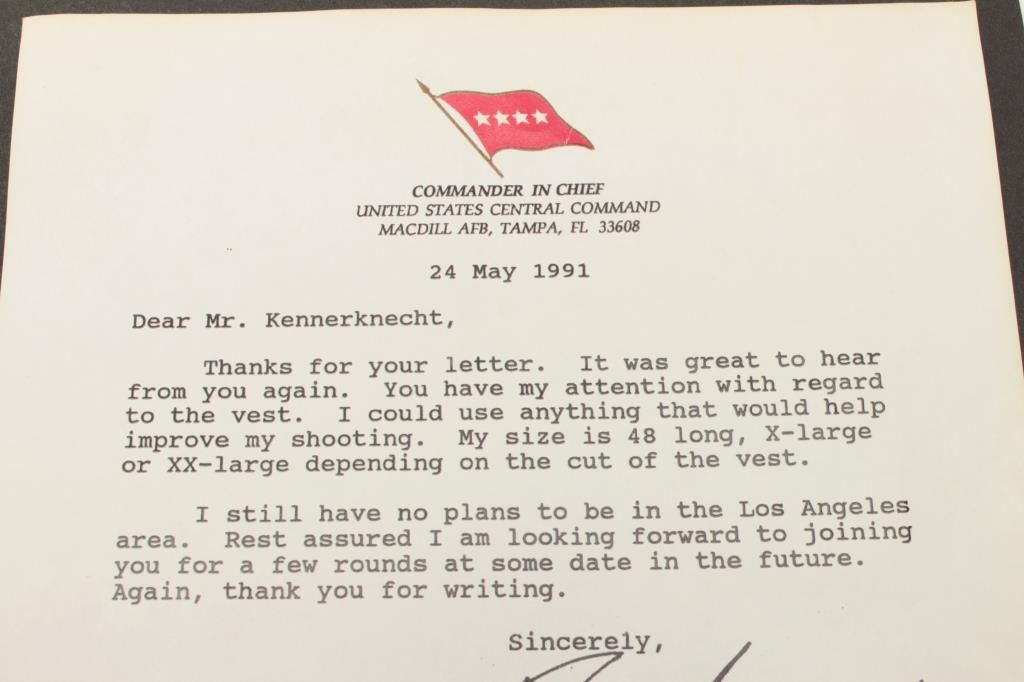 COMMANDER IN CHIEF
UNITED STATES CENTRAL COMMAND
MACDILL AFB, TAMPA, FL 33608
24 May 1991
Dear Mr. Kennerknecht,
Thanks for your letter. It was great to hear
from you again. You have my attention with regard
to the vest. I could use anything that would help
improve my shooting. My size is 48 long, X-large
or XX-large depending on the cut of the vest.
I still have no plans to be in the Los Angeles
area. Rest assured I am looking forward to joining
you for a few rounds at some date in the future.
Again, thank you for writing.
Sincerely,